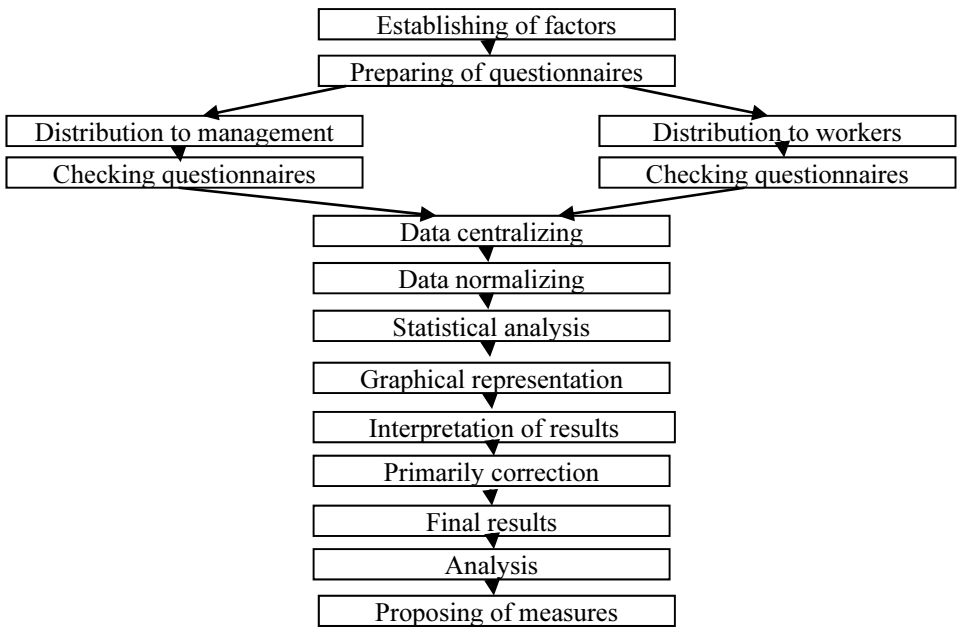 Establishing of factors
Preparing of questionnaires
Distribution to management
Distribution to workers
Checking questionnaires
Checking questionnaires
Data centralizing
Data normalizing
Statistical analysis
Graphical representation
Interpretation of results
Primarily correction
Final results
Analysis
Proposing of measures